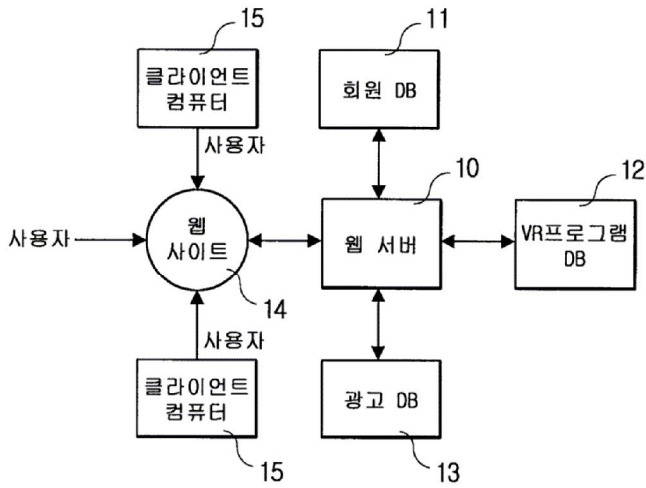 15
11
클라이언트
컴퓨터
회원 DB
사용자
10
12
사용자
웹
사이트
웹 서버
VR프로그램
DB
14
사용자
클라이언트
컴퓨터
광고 DB
15
13